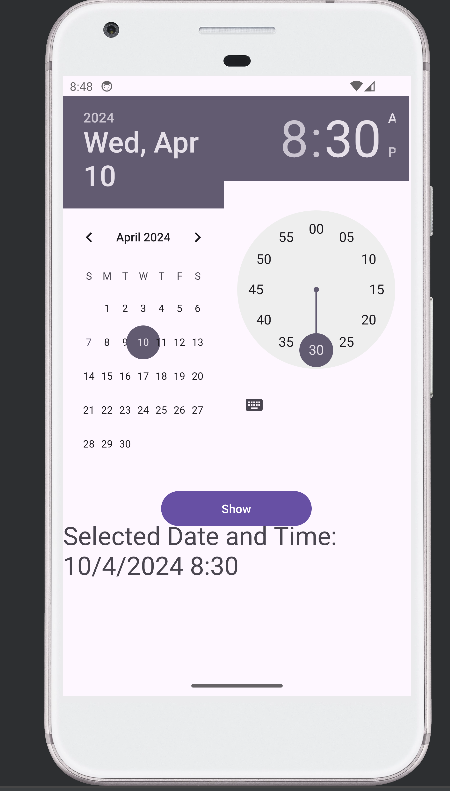 8:48
2024
Wed, Apr
10
8:30
A
P
April 2024
S M T W T F S
1 2 3 4 5 6
7 8 9 10 11 12 13
14 15 16 17 18 19 20
21 22 23 24 25 26 27
28 29 30
00
55 05
50 10
45 15
40 20
35 25
30
Show
Selected Date and Time:
10/4/2024 8:30